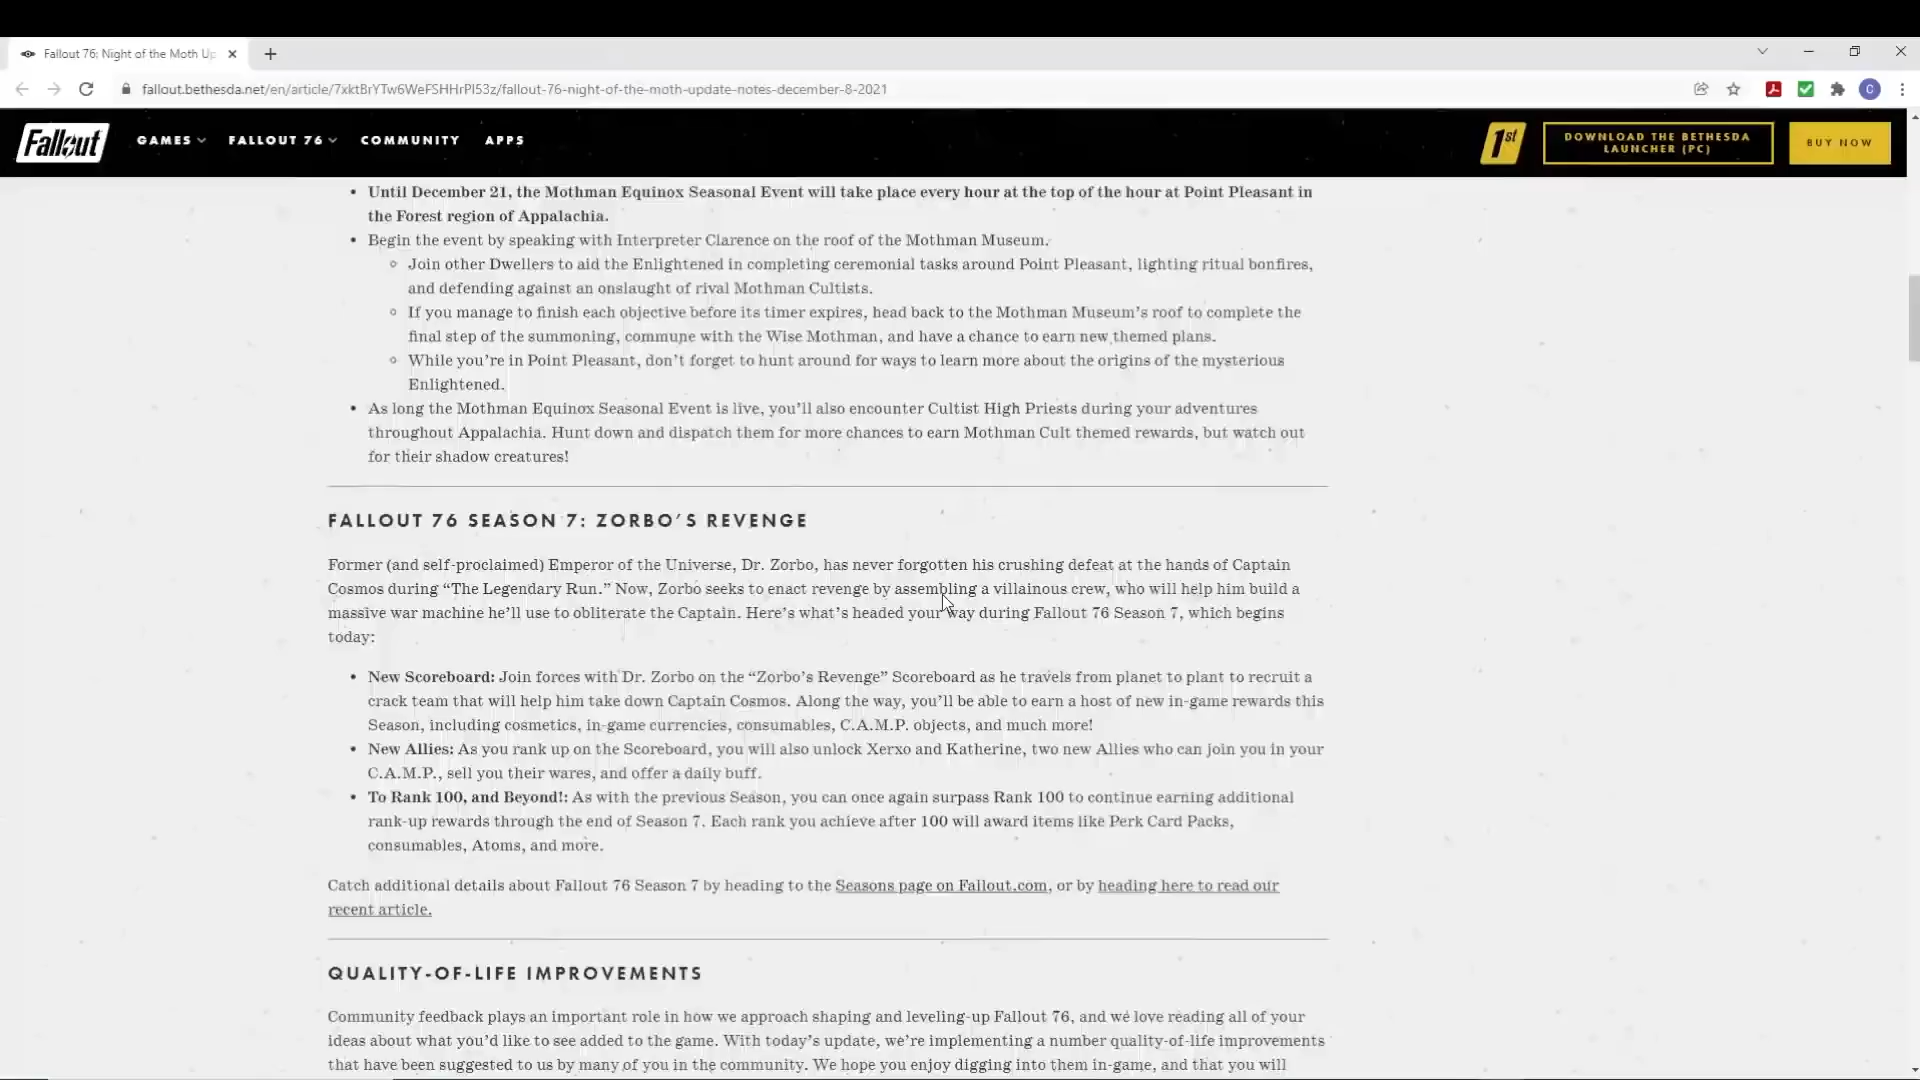 Fallout 76: Night of the Moth Up
fallout.bethesda.net/en/article/7xktBrYTw6WeFSHHrPI53z/fallout-76-night-of-the-moth-update-notes-december-8-2021
C
Fallout
GAMES
FALLOUT 76
COMMUNITY
APPS
1st
DOWNLOAD THE BETHESDA
LAUNCHER (PC)
BUY NOW
• Until December 21, the Mothman Equinox Seasonal Event will take place every hour at the top of the hour at Point Pleasant in
the Forest region of Appalachia.
• Begin the event by speaking with Interpreter Clarence on the roof of the Mothman Museum.
◦ Join other Dwellers to aid the Enlightened in completing ceremonial tasks around Point Pleasant, lighting ritual bonfires,
and defending against an onslaught of rival Mothman Cultists.
◦ If you manage to finish each objective before its timer expires, head back to the Mothman Museum’s roof to complete the
final step of the summoning, commune with the Wise Mothman, and have a chance to earn new themed plans.
◦ While you’re in Point Pleasant, don’t forget to hunt around for ways to learn more about the origins of the mysterious
Enlightened.
• As long the Mothman Equinox Seasonal Event is live, you’ll also encounter Cultist High Priests during your adventures
throughout Appalachia. Hunt down and dispatch them for more chances to earn Mothman Cult themed rewards, but watch out
for their shadow creatures!
FALLOUT 76 SEASON 7: ZORBO’S REVENGE
Former (and self-proclaimed) Emperor of the Universe, Dr. Zorbo, has never forgotten his crushing defeat at the hands of Captain
Cosmos during “The Legendary Run.” Now, Zorbo seeks to enact revenge by assembling a villainous crew, who will help him build a
massive war machine he’ll use to obliterate the Captain. Here’s what’s headed your way during Fallout 76 Season 7, which begins
today:
• New Scoreboard: Join forces with Dr. Zorbo on the “Zorbo’s Revenge” Scoreboard as he travels from planet to plant to recruit a
crack team that will help him take down Captain Cosmos. Along the way, you’ll be able to earn a host of new in-game rewards this
Season, including cosmetics, in-game currencies, consumables, C.A.M.P. objects, and much more!
• New Allies: As you rank up on the Scoreboard, you will also unlock Xerxo and Katherine, two new Allies who can join you in your
C.A.M.P., sell you their wares, and offer a daily buff.
• To Rank 100, and Beyond!: As with the previous Season, you can once again surpass Rank 100 to continue earning additional
rank-up rewards through the end of Season 7. Each rank you achieve after 100 will award items like Perk Card Packs,
consumables, Atoms, and more.
Catch additional details about Fallout 76 Season 7 by heading to the Seasons page on Fallout.com, or by heading here to read our
recent article.
QUALITY-OF-LIFE IMPROVEMENTS
Community feedback plays an important role in how we approach shaping and leveling-up Fallout 76, and we love reading all of your
ideas about what you’d like to see added to the game. With today’s update, we’re implementing a number quality-of-life improvements
that have been suggested to us by many of you in the community. We hope you enjoy digging into them in-game, and that you will